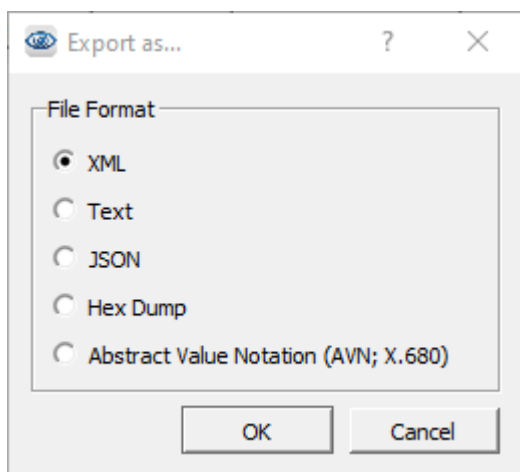 Export as...
?
File Format
XML
Text
JSON
Hex Dump
Abstract Value Notation (AVN; X.680)
OK
Cancel